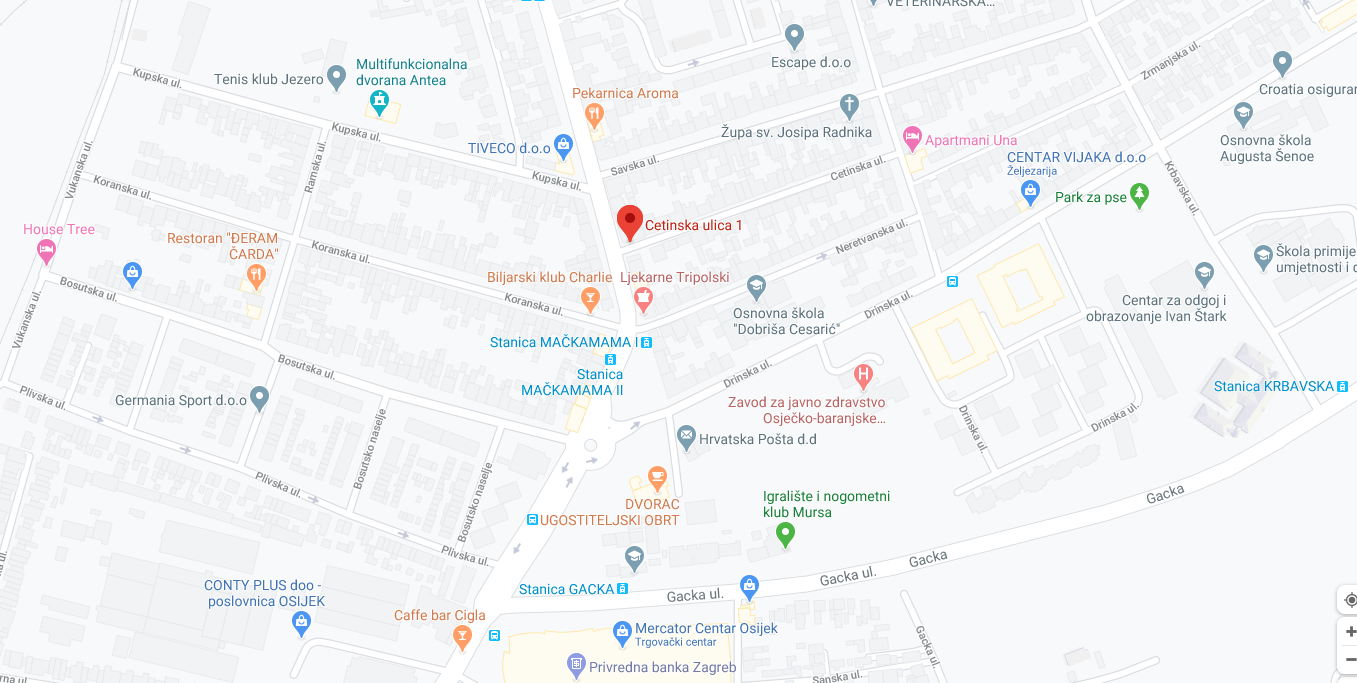 VETERINARSKA...
Escape d.o.o
Multifunkcionalna
dvorana Antea
Tenis klub Jezero
Kupska ul.
Zrmanjska ul.
Croatia osigura
Pekarnica Aroma
Župa sv. Josipa Radnika
Kupska ul.
TIVECO d.o.o
Apartmani Una
Osnovna škola
Augusta Šenoe
CENTAR VIJAKA d.o.o
Željezarija
Vukanska ul.
Ramska ul.
Savska ul.
Cetinska ul.
Koranska ul.
Kupska ul.
Krbavska ul.
Park za pse
House Tree
Restoran "ĐERAM
ČARDA"
Koranska ul.
Cetinska ulica 1
Neretvanska ul.
Škola primije
umjetnosti i d
Biljarski klub Charlie
Ljekarne Tripolski
Bosutska ul.
Koranska ul.
Osnovna škola
"Dobriša Cesarić"
Drinska ul.
Centar za odgoj i
obrazovanje Ivan Štark
Vukanska ul.
Stanica MAČKAMAMA I
Bosutska ul.
Stanica
MAČKAMAMA II
Drinska ul.
Stanica KRBAVSKA
Plivska ul.
Germania Sport d.o.o
Zavod za javno zdravstvo
Osječko-baranjske...
Drinska ul.
Drinska ul.
Bosutsko naselje
Hrvatska Pošta d.d
Plivska ul.
Bosutsko naselje
DVORAC
UGOSTITELJSKI OBRT
Igralište i nogometni
klub Mursa
Gacka
Plivska ul.
Gacka
Gacka ul.
Stanica GACKA
Gacka ul.
CONTY PLUS doo -
poslovnica OSIJEK
Caffe bar Cigla
Mercator Centar Osijek
Trgovački centar
Gacka ul.
Privredna banka Zagreb
Sanska ul.